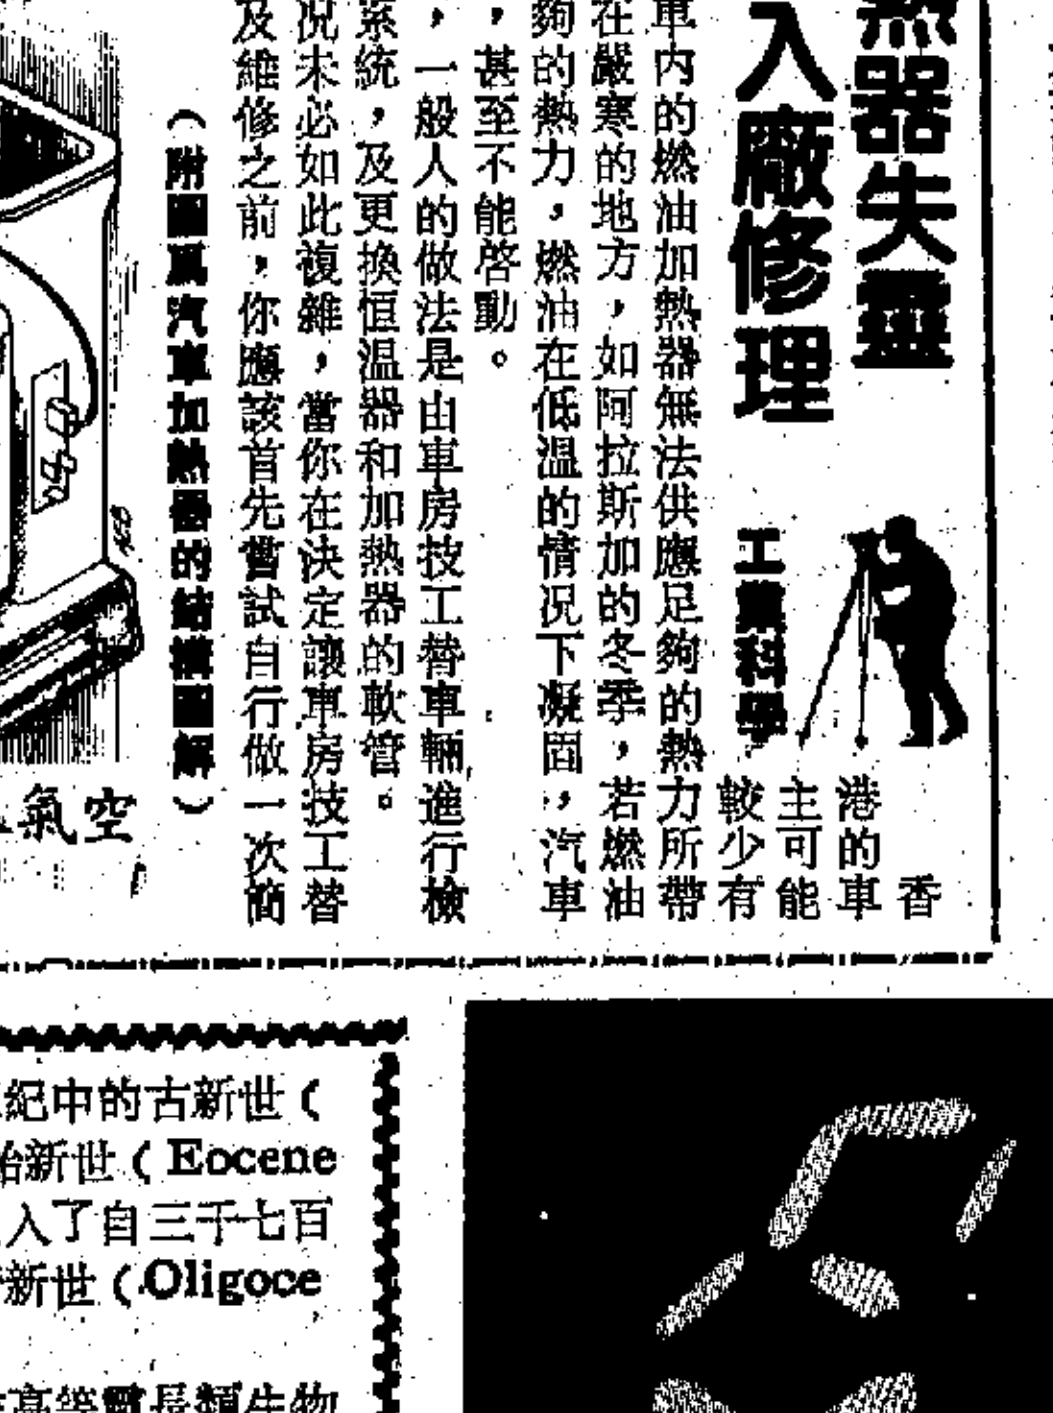 熱器失靈
入廠修理
工業科學
香
港的車
主可能
較少有
車內的燃油加熱器無法供應足夠的熱力所帶
在嚴寒的地方，如阿拉斯加的冬季，若燃油
夠的熱力，燃油在低溫的情况下凝固，汽車
，甚至不能啓動。
，一般人的做法是由車房技工替車輛進行檢
系統，及更換恒溫器和加熱器的軟管。
况未必如此複雜，當你在決定讓車房技工替
及維修之前，你應該首先嘗試自行做一次簡
（附圖爲汽車加熱器的結構圖解）
空氣
紀中的古新世（
始新世（Eocene
入了自三千七百
新世（Oligoce
高等靈長類生物